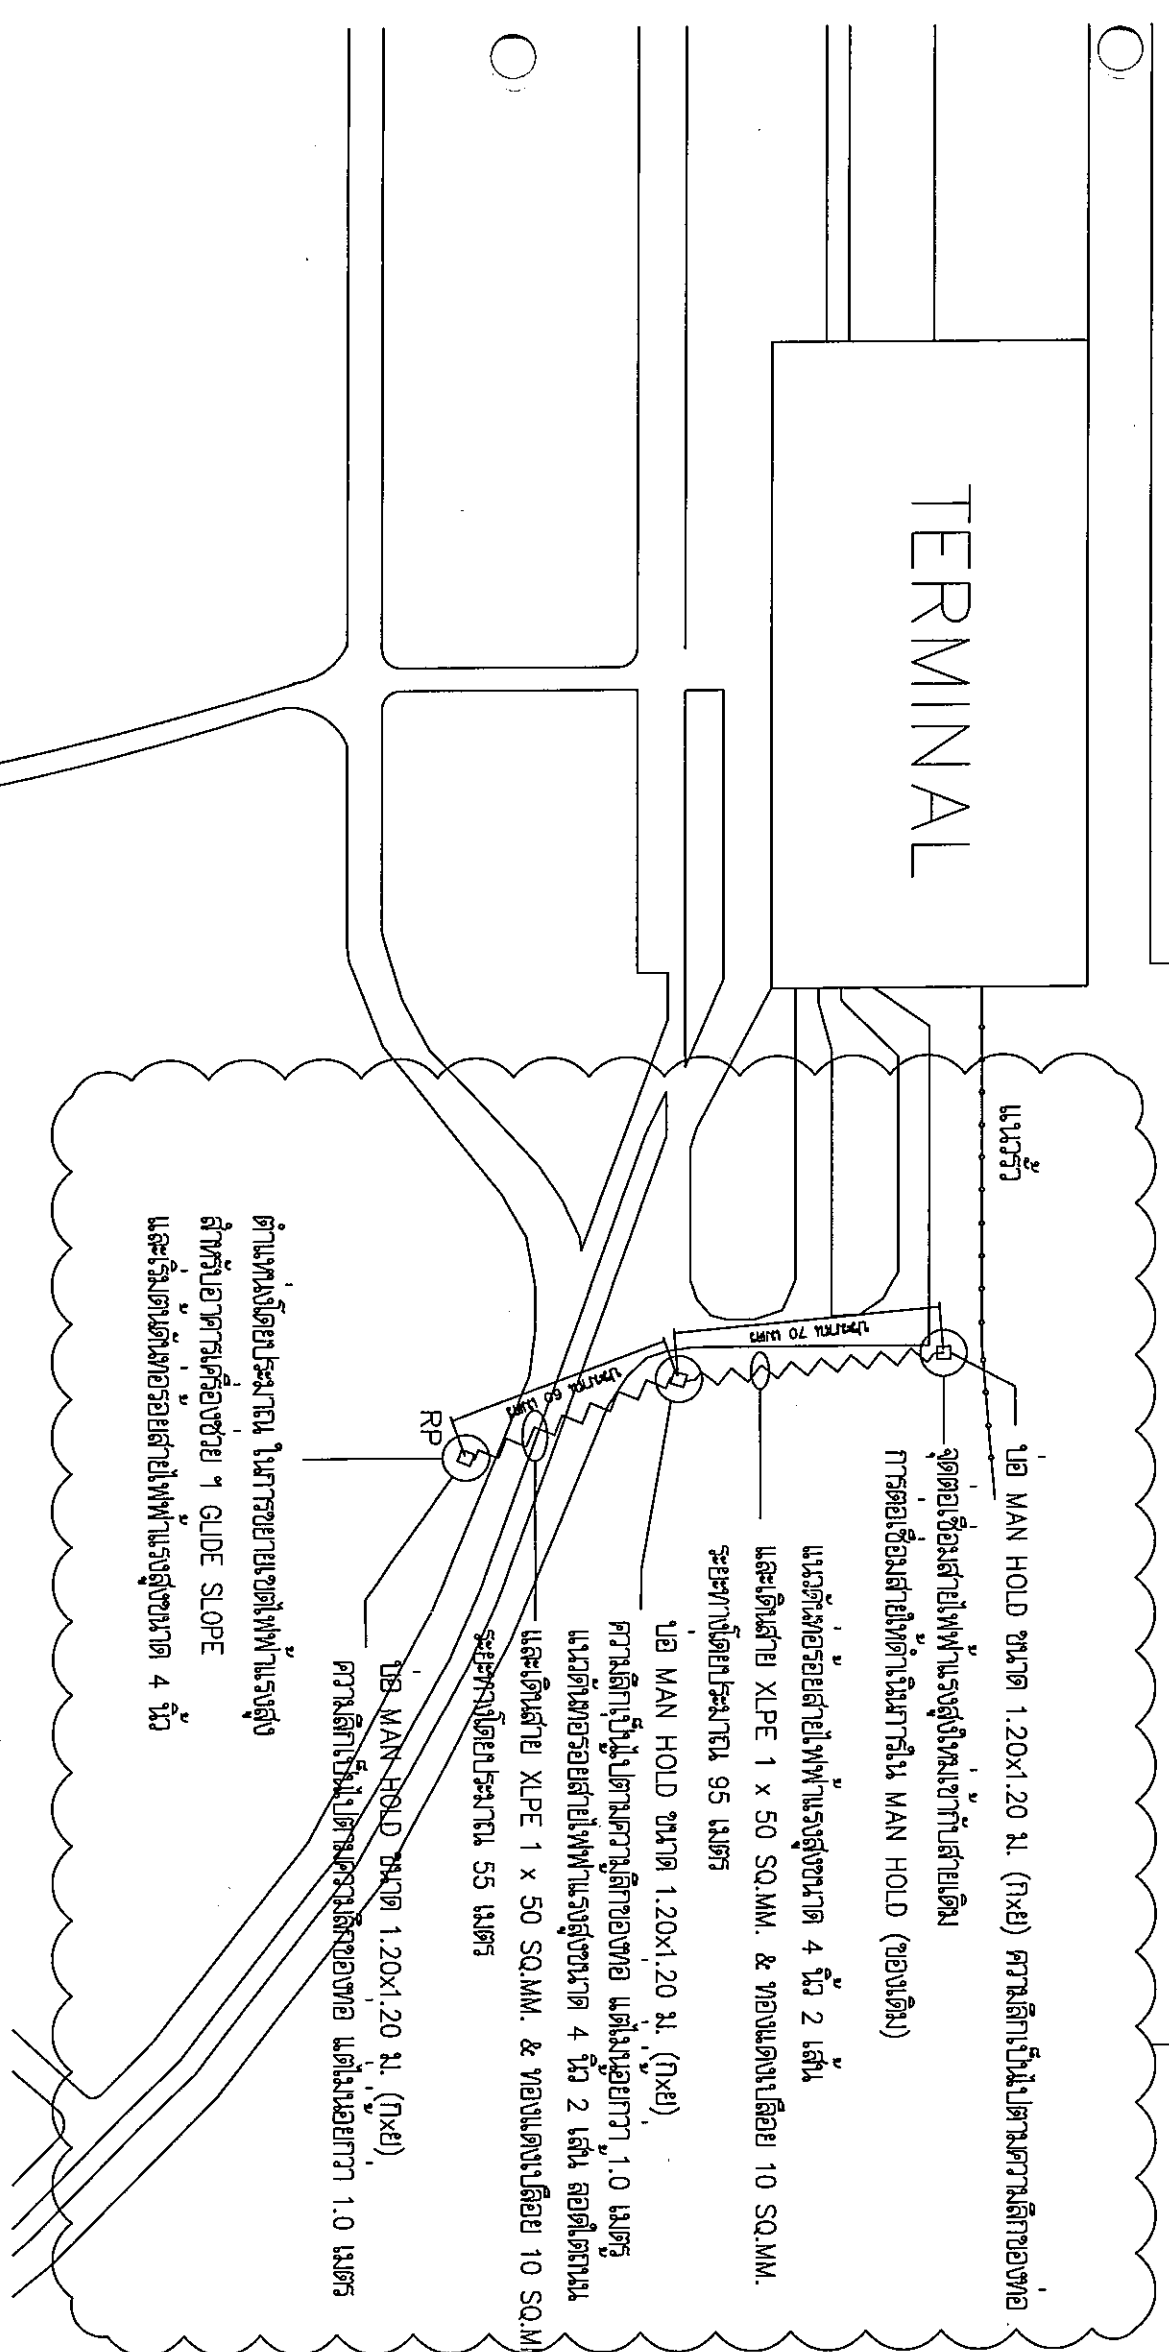 TERMINAL
แนวรั้ว
บ่อ MAN HOLD ขนาด 1.20x1.20 ม. (กxย) ความลึกเป็นไปตามความลึกของท่อ
จุดต่อเชื่อมสายไฟฟ้าแรงสูงใหม่เข้ากับสายเดิม
การต่อเชื่อมสายให้ดำเนินการใน MAN HOLD (ของเดิม)
ประมาณ 70 เมตร
แนวดันท่อร้อยสายไฟฟ้าแรงสูงขนาด 4 นิ้ว 2 เส้น
และเดินสาย XLPE 1 x 50 SQ.MM. & ทองแดงเปลือย 10 SQ.MM.
ระยะทางโดยประมาณ 95 เมตร
บ่อ MAN HOLD ขนาด 1.20x1.20 ม. (กxย)
ความลึกเป็นไปตามความลึกของท่อ แต่ไม่น้อยกว่า 1.0 เมตร
ประมาณ 60 เมตร
แนวดันท่อร้อยสายไฟฟ้าแรงสูงขนาด 4 นิ้ว 2 เส้น ลอดใต้ถนน
และเดินสาย XLPE 1 x 50 SQ.MM. & ทองแดงเปลือย 10 SQ.M
ระยะทางโดยประมาณ 55 เมตร
RP
บ่อ MAN HOLD ขนาด 1.20x1.20 ม. (กxย)
ความลึกเป็นไปตามความลึกของท่อ แต่ไม่น้อยกว่า 1.0 เมตร
ตำแหน่งโดยประมาณ ในการขยายเขตไฟฟ้าแรงสูง
สำหรับอาคารเครื่องช่วย ฯ GLIDE SLOPE
และเริ่มต้นดันท่อร้อยสายไฟฟ้าแรงสูงขนาด 4 นิ้ว